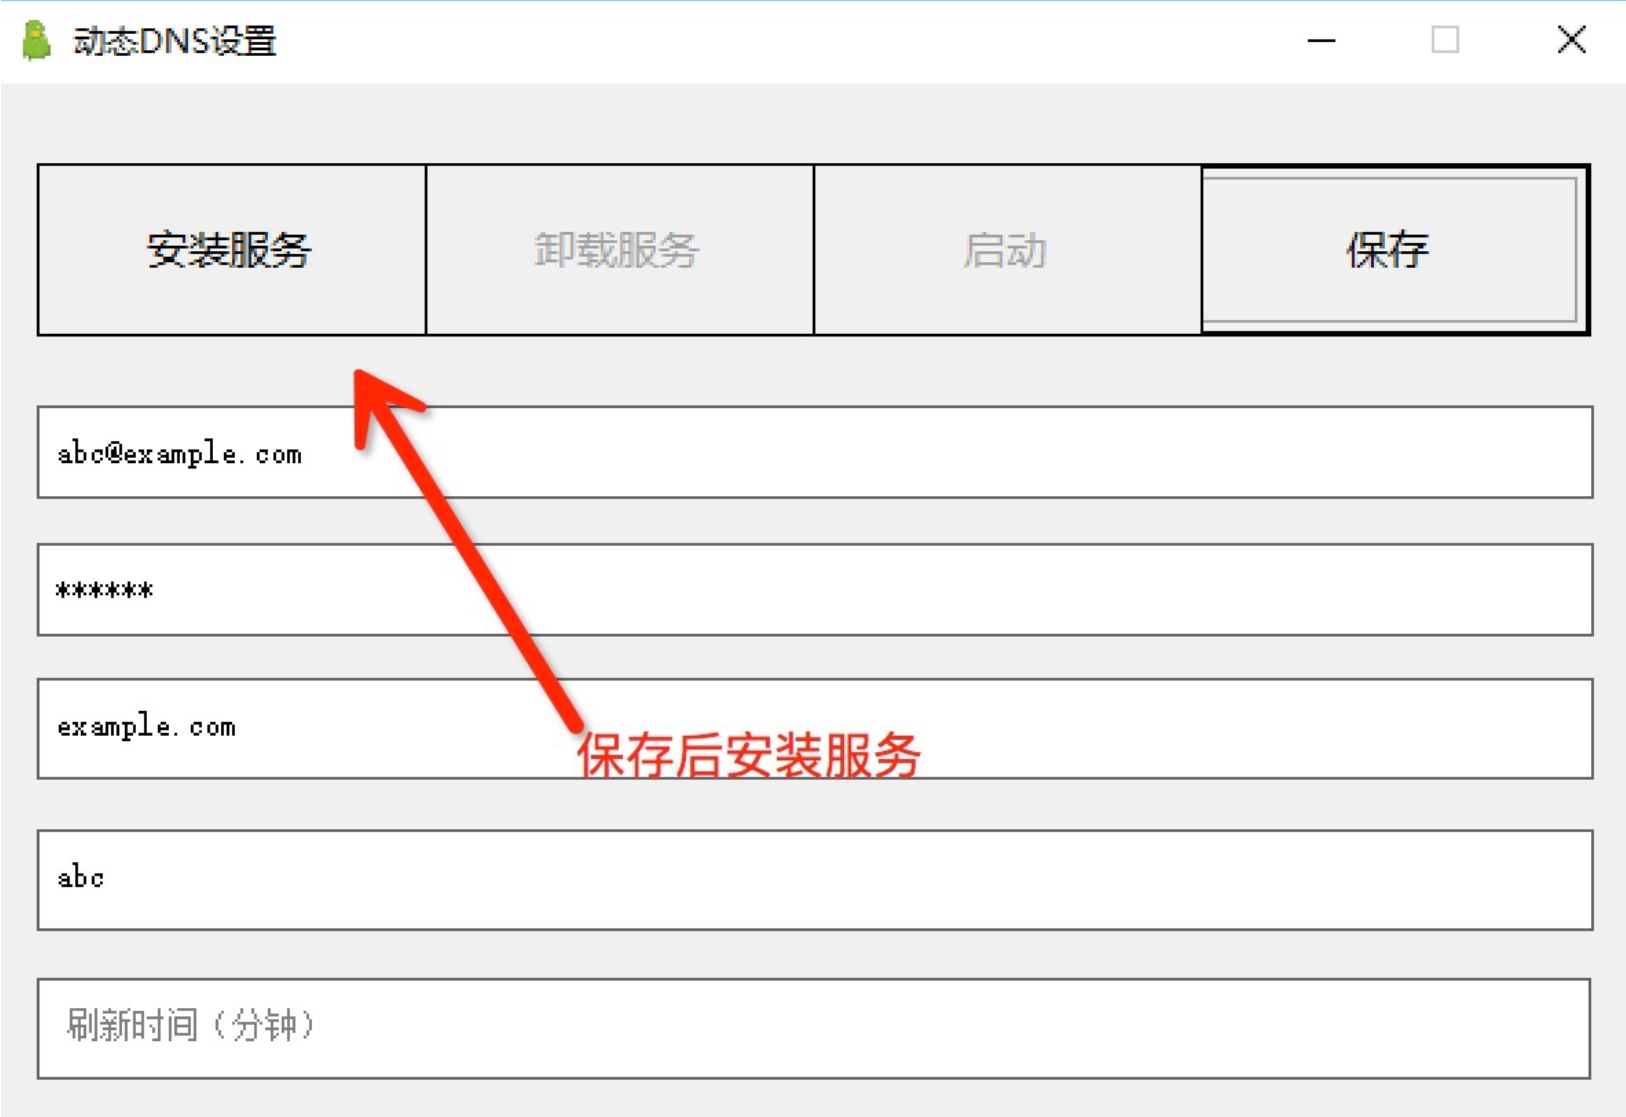 动态DNS设置
安装服务 卸载服务 启动 保存
abc@example.com
******
example.com
保存后安装服务
abc
刷新时间（分钟）